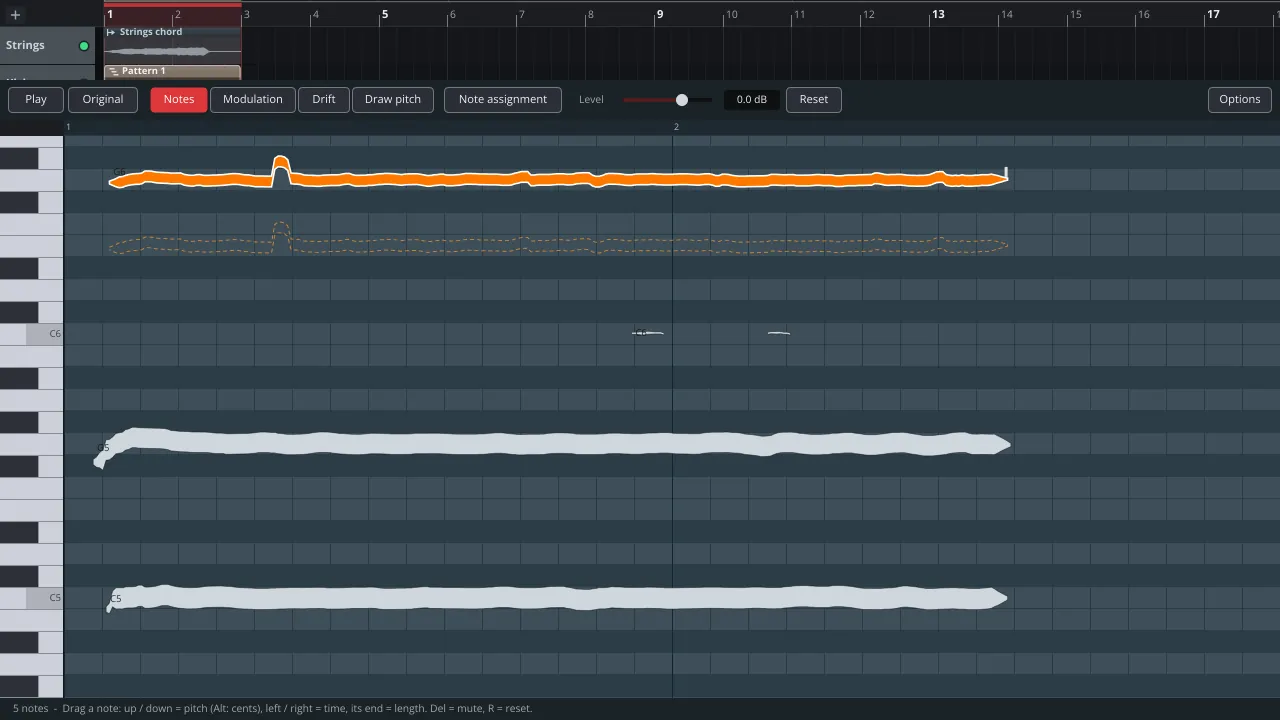 1 2 3 4 5 6 7 8 9 10 11 12 13 14 15 16 17
Strings
Strings chord
Pattern 1
Play Original Notes Modulation Drift Draw pitch Note assignment Level 0.0 dB Reset Options
1 2
C6
C6
G5
C5
C5
5 notes - Drag a note: up / down = pitch (Alt: cents), left / right = time, its end = length. Del = mute, R = reset.